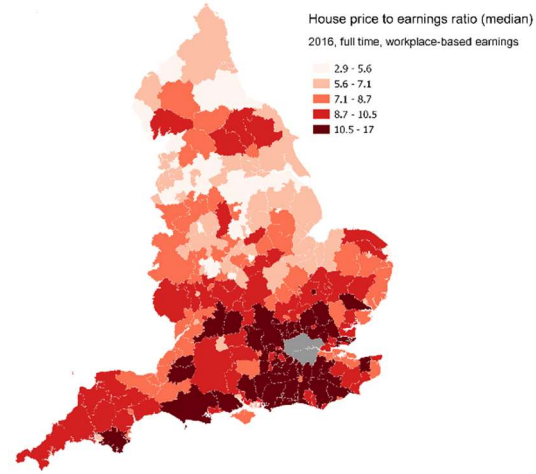 House price to earnings ratio (median)
2016, full time, workplace-based earnings
2.9 - 5.6
5.6 - 7.1
7.1 - 8.7
8.7 - 10.5
10.5 - 17